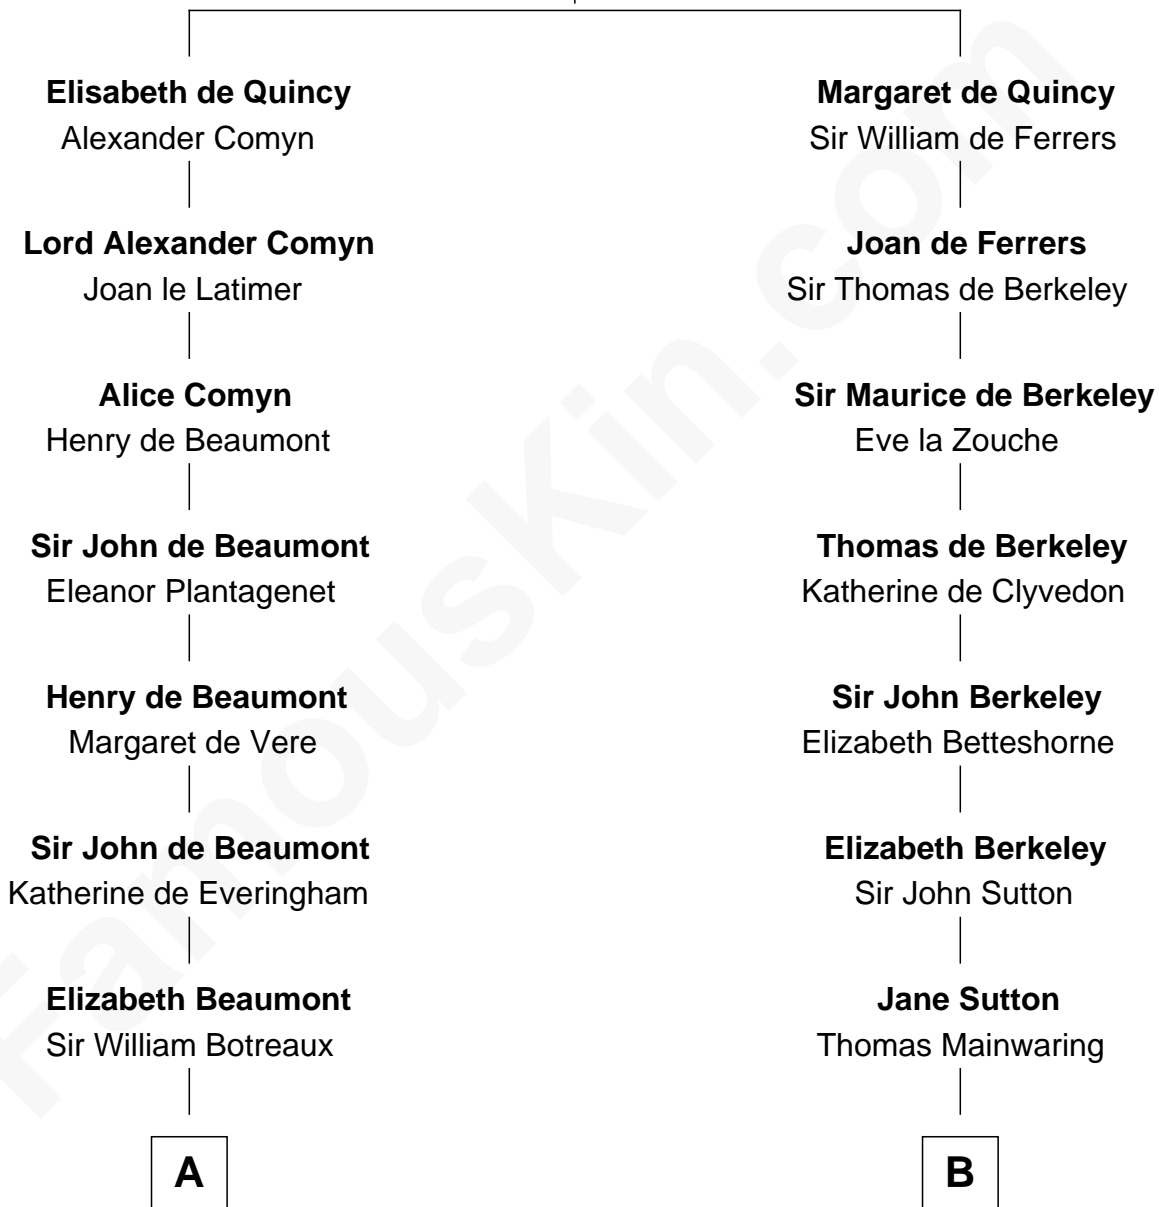 Elisabeth de Quincy
Alexander Comyn
Lord Alexander Comyn
Joan le Latimer
Alice Comyn
Henry de Beaumont
Sir John de Beaumont
Eleanor Plantagenet
Henry de Beaumont
Margaret de Vere
Sir John de Beaumont
Katherine de Everingham
Elizabeth Beaumont
Sir William Botreaux
A
Margaret de Quincy
Sir William de Ferrers
Joan de Ferrers
Sir Thomas de Berkeley
Sir Maurice de Berkeley
Eve la Zouche
Thomas de Berkeley
Katherine de Clyvedon
Sir John Berkeley
Elizabeth Betteshorne
Elizabeth Berkeley
Sir John Sutton
Jane Sutton
Thomas Mainwaring
B
FamousKin.com